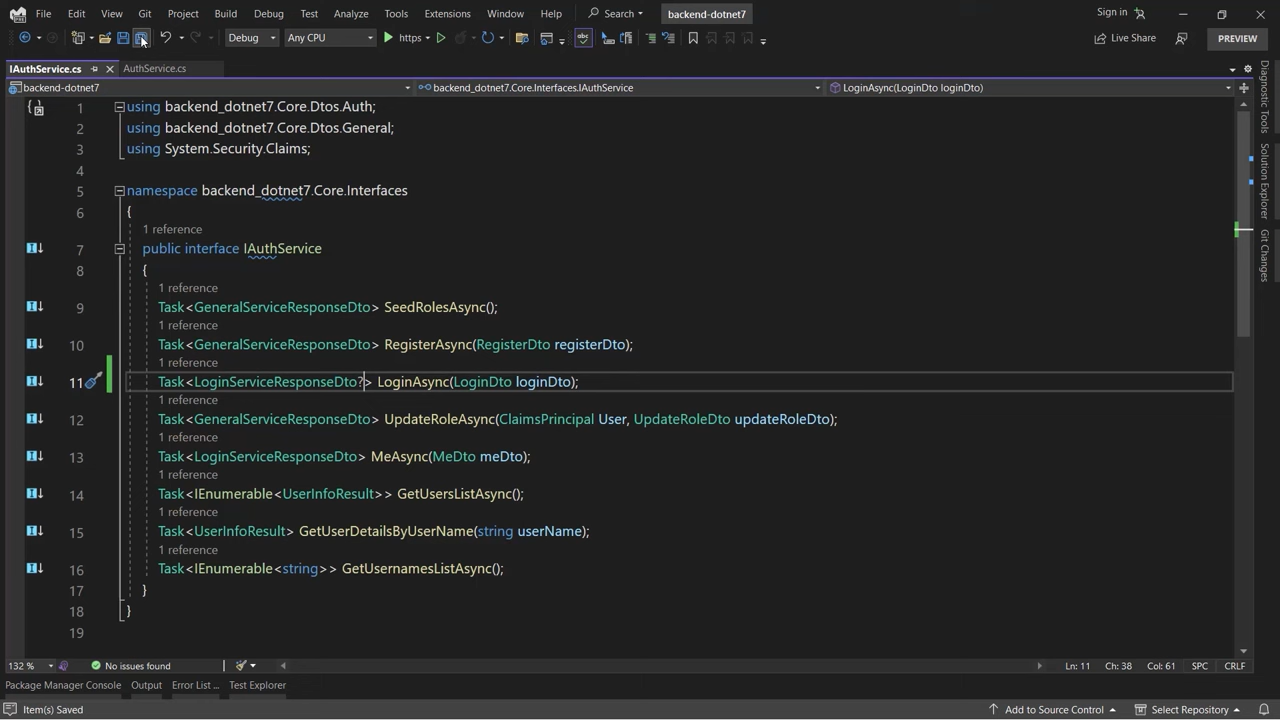 File Edit View Git Project Build Debug Test Analyze Tools Extensions Window Help Search backend-dotnet7 Sign in
Debug Any CPU https Live Share PREVIEW
IAuthService.cs AuthService.cs
backend-dotnet7 backend_dotnet7.Core.Interfaces.IAuthService LoginAsync(LoginDto loginDto)
1 using backend_dotnet7.Core.Dtos.Auth;
2 using backend_dotnet7.Core.Dtos.General;
3 using System.Security.Claims;
4
5 namespace backend_dotnet7.Core.Interfaces
6 {
1 reference
7 public interface IAuthService
8 {
1 reference
9 Task<GeneralServiceResponseDto> SeedRolesAsync();
1 reference
10 Task<GeneralServiceResponseDto> RegisterAsync(RegisterDto registerDto);
1 reference
11 Task<LoginServiceResponseDto?> LoginAsync(LoginDto loginDto);
1 reference
12 Task<GeneralServiceResponseDto> UpdateRoleAsync(ClaimsPrincipal User, UpdateRoleDto updateRoleDto);
1 reference
13 Task<LoginServiceResponseDto> MeAsync(MeDto meDto);
1 reference
14 Task<IEnumerable<UserInfoResult>> GetUsersListAsync();
1 reference
15 Task<UserInfoResult> GetUserDetailsByUserName(string userName);
1 reference
16 Task<IEnumerable<string>> GetUsernamesListAsync();
17 }
18 }
19
132 % No issues found Ln: 11 Ch: 38 Col: 61 SPC CRLF
Package Manager Console Output Error List ... Test Explorer
Item(s) Saved Add to Source Control Select Repository
Diagnostic Tools
Solution Explorer
Git Changes